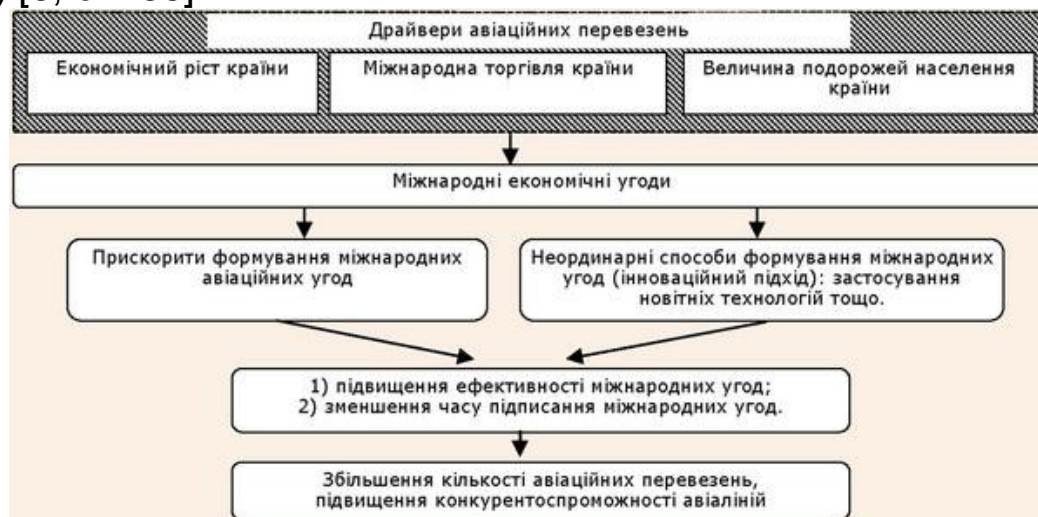 Драйвери авіаційних перевезень
Економічний ріст країни
Міжнародна торгівля країни
Величина подорожей населення
країни
Міжнародні економічні угоди
Прискорити формування міжнародних
авіаційних угод
Неординарні способи формування міжнародних
угод (інноваційний підхід): застосування
новітніх технологій тощо.
1) підвищення ефективності міжнародних угод;
2) зменшення часу підписання міжнародних угод.
Збільшення кількості авіаційних перевезень,
підвищення конкурентоспроможності авіаліній